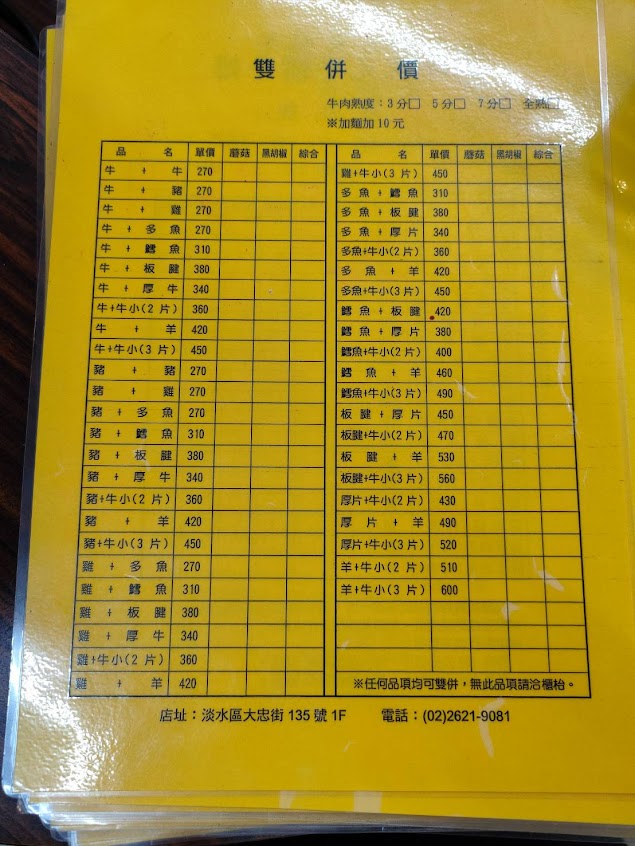 雙 併 價
牛肉熟度：3分□ 5分□ 7分□ 全熟□
※加麵加10元
品 名 單價 蘑菇 黑胡椒 綜合
牛 + 牛 270
牛 + 豬 270
牛 + 雞 270
牛 + 多魚 270
牛 + 鱈魚 310
牛 + 板腱 380
牛 + 厚牛 340
牛+牛小(2片) 360
牛 + 羊 420
牛+牛小(3片) 450
豬 + 豬 270
豬 + 雞 270
豬 + 多魚 270
豬 + 鱈魚 310
豬 + 板腱 380
豬 + 厚牛 340
豬+牛小(2片) 360
豬 + 羊 420
豬+牛小(3片) 450
雞 + 多魚 270
雞 + 鱈魚 310
雞 + 板腱 380
雞 + 厚牛 340
雞+牛小(2片) 360
雞 + 羊 420
品 名 單價 蘑菇 黑胡椒 綜合
雞+牛小(3片) 450
多魚+鱈魚 310
多魚+板腱 380
多魚+厚片 340
多魚+牛小(2片) 360
多魚+羊 420
多魚+牛小(3片) 450
鱈魚+板腱 420
鱈魚+厚片 380
鱈魚+牛小(2片) 400
鱈魚+羊 460
鱈魚+牛小(3片) 490
板腱+厚片 450
板腱+牛小(2片) 470
板腱+羊 530
板腱+牛小(3片) 560
厚片+牛小(2片) 430
厚片+羊 490
厚片+牛小(3片) 520
羊+牛小(2片) 510
羊+牛小(3片) 600
※任何品項均可雙併，無此品項請洽櫃枱。
店址：淡水區大忠街135號1F 電話：(02)2621-9081